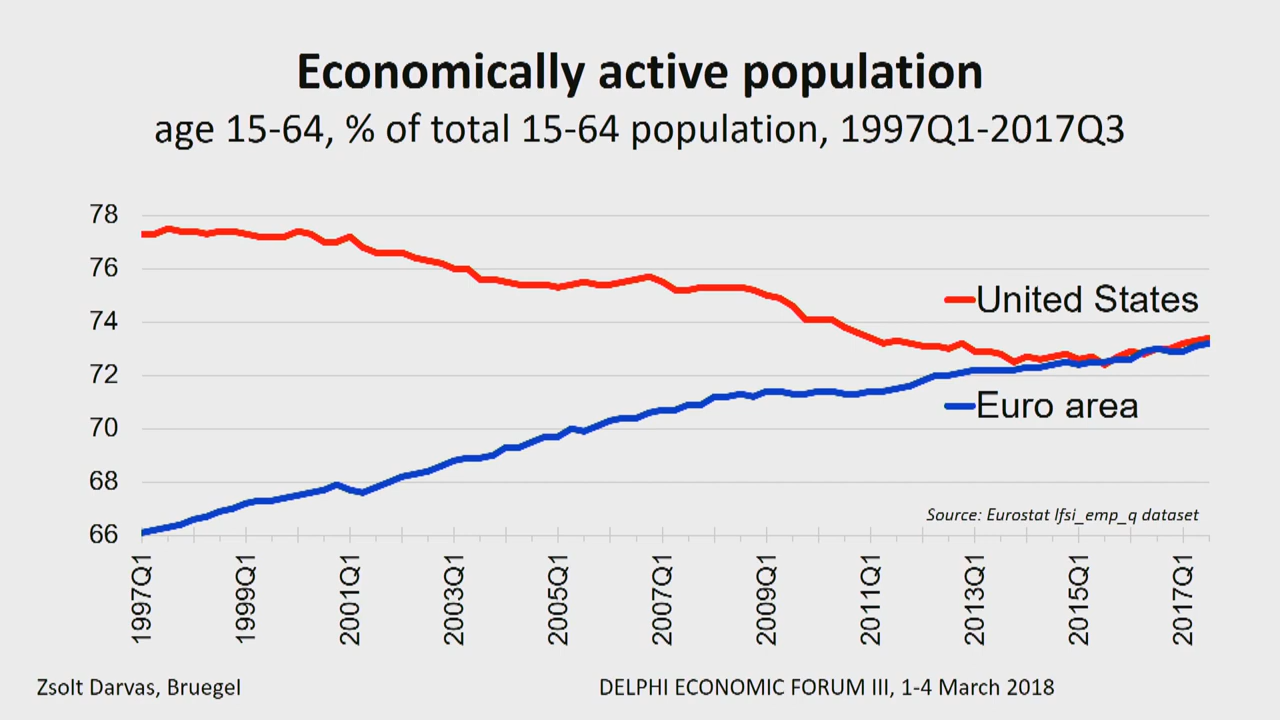 Economically active population
age 15-64, % of total 15-64 population, 1997Q1-2017Q3
78
76
74
72
70
68
66
United States
Euro area
Source: Eurostat lfsi_emp_q dataset
1997Q1
1999Q1
2001Q1
2003Q1
2005Q1
2007Q1
2009Q1
2011Q1
2013Q1
2015Q1
2017Q1
Zsolt Darvas, Bruegel
DELPHI ECONOMIC FORUM III, 1-4 March 2018